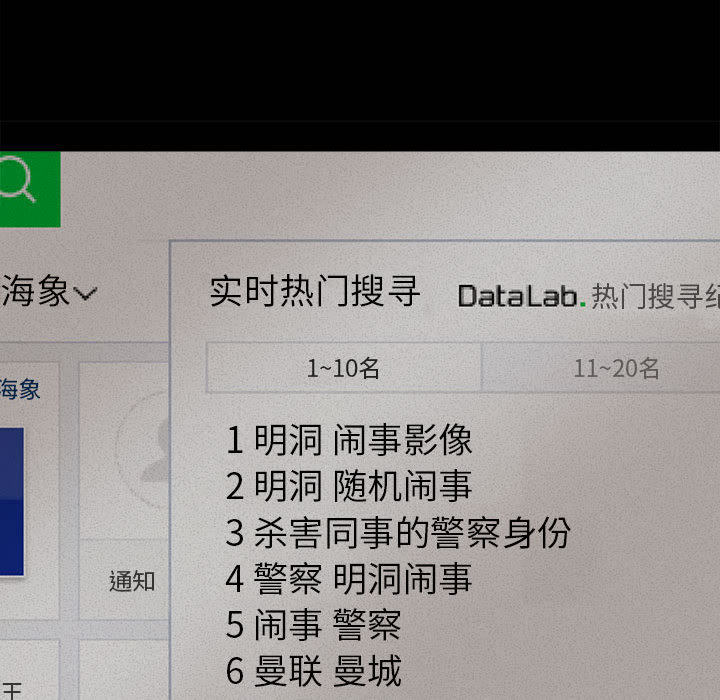 海象
实时热门搜寻 DataLab.热门搜寻纪
海象
1~10名 11~20名
1 明洞 闹事影像
2 明洞 随机闹事
3 杀害同事的警察身份
4 警察 明洞闹事
通知
5 闹事 警察
6 曼联 曼城
王